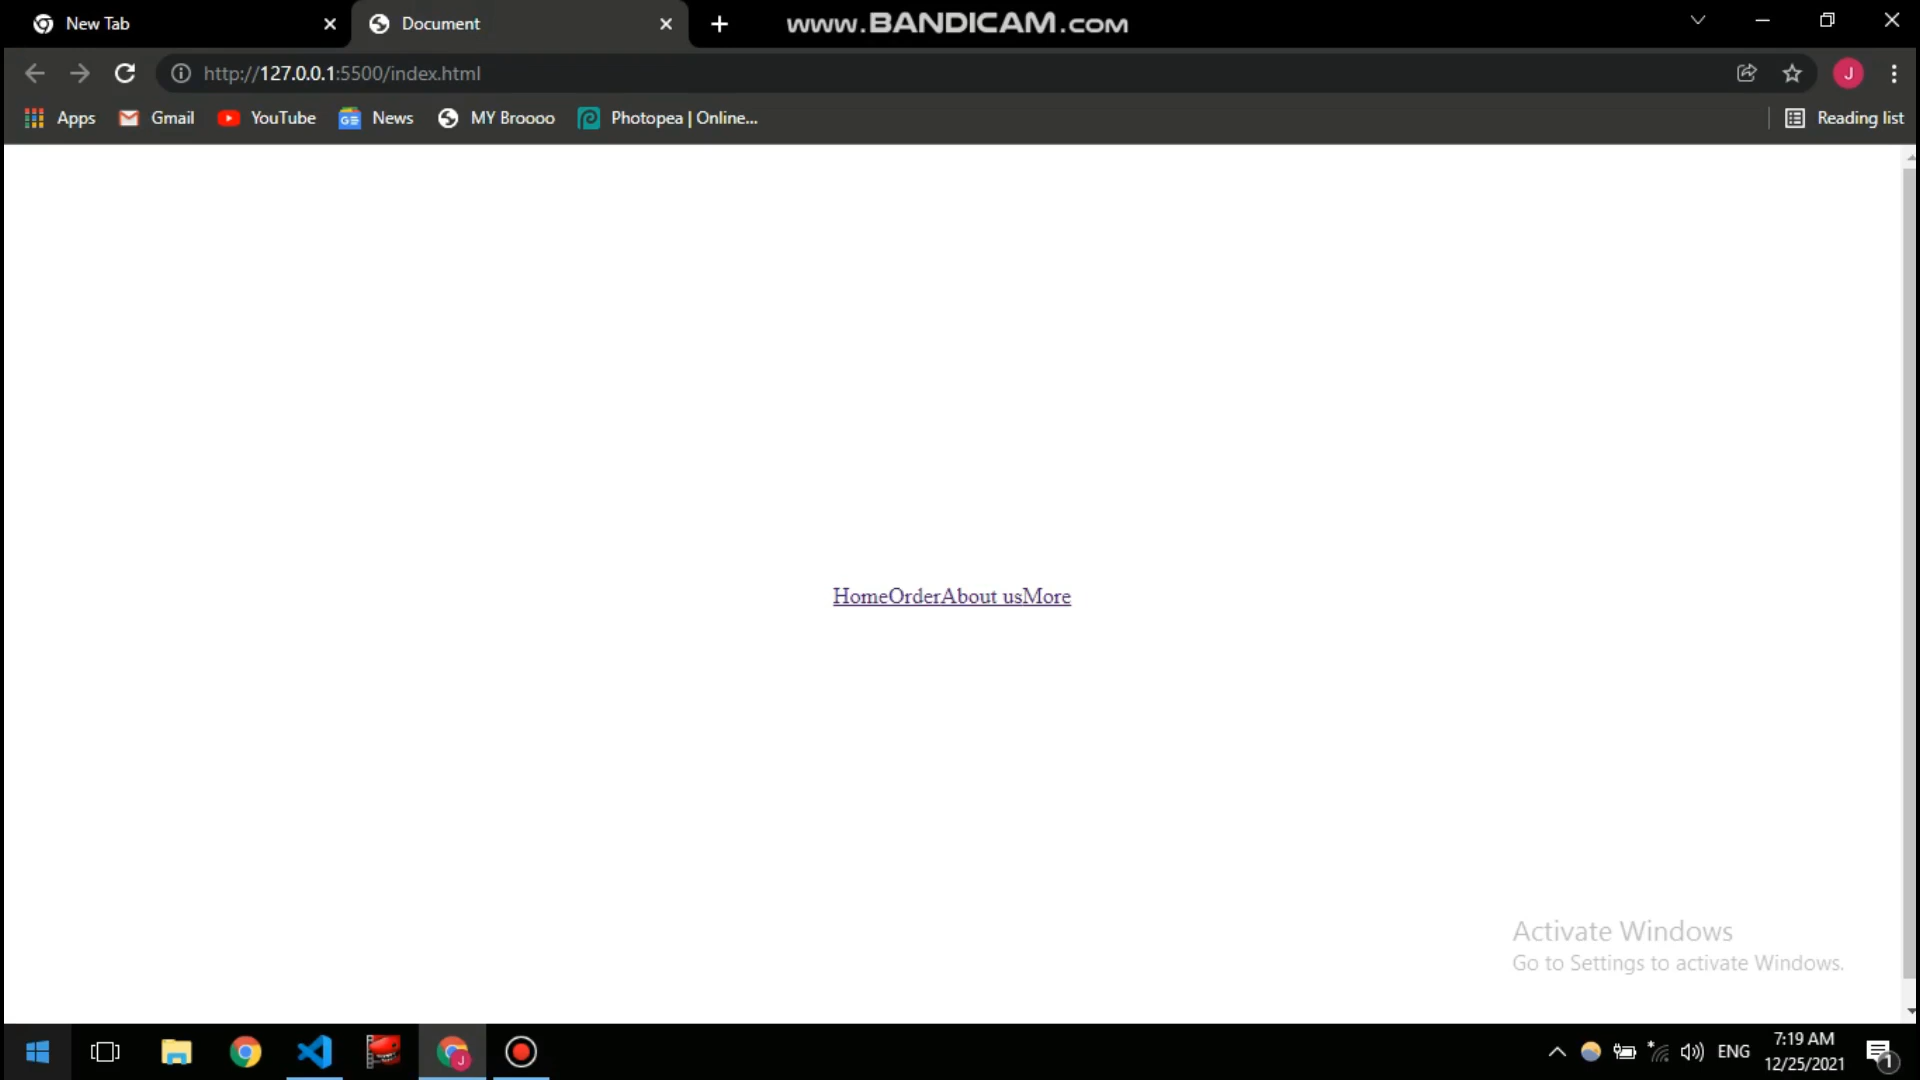 New Tab
Document
www.BANDICAM.com
http://127.0.0.1:5500/index.html
J
Apps
Gmail
YouTube
GE
News
MY Broooo
Photopea | Online...
Reading list
HomeOrderAbout usMore
Activate Windows
Go to Settings to activate Windows.
J
ENG
7:19 AM
12/25/2021
1